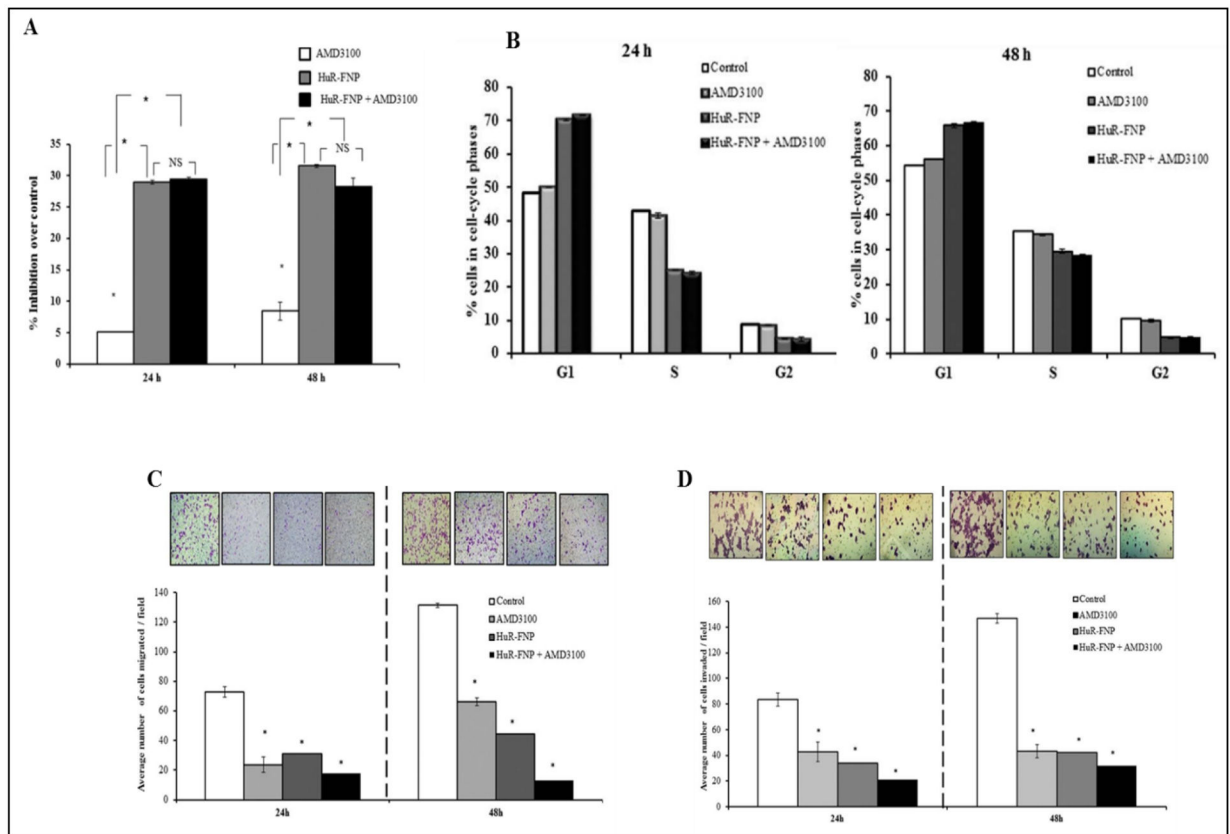 A
AMD3100
HuR-FNP
HuR-FNP + AMD3100
*
*
NS
*
*
NS
*
*
35
30
25
20
15
10
5
0
% Inhibition over control
24 h
48 h
B
24 h
Control
AMD3100
HuR-FNP
HuR-FNP + AMD3100
80
70
60
50
40
30
20
10
0
% cells in cell-cycle phases
G1
S
G2
48 h
Control
AMD3100
HuR-FNP
HuR-FNP + AMD3100
80
70
60
50
40
30
20
10
0
% cells in cell-cycle phases
G1
S
G2
C
Control
AMD3100
HuR-FNP
HuR-FNP + AMD3100
140
120
100
80
60
40
20
0
Average number of cells migrated / field
*
*
*
*
*
*
24h
48h
D
Control
AMD3100
HuR-FNP
HuR-FNP + AMD3100
160
140
120
100
80
60
40
20
0
Average number of cells invaded / field
*
*
*
*
*
*
24h
48h